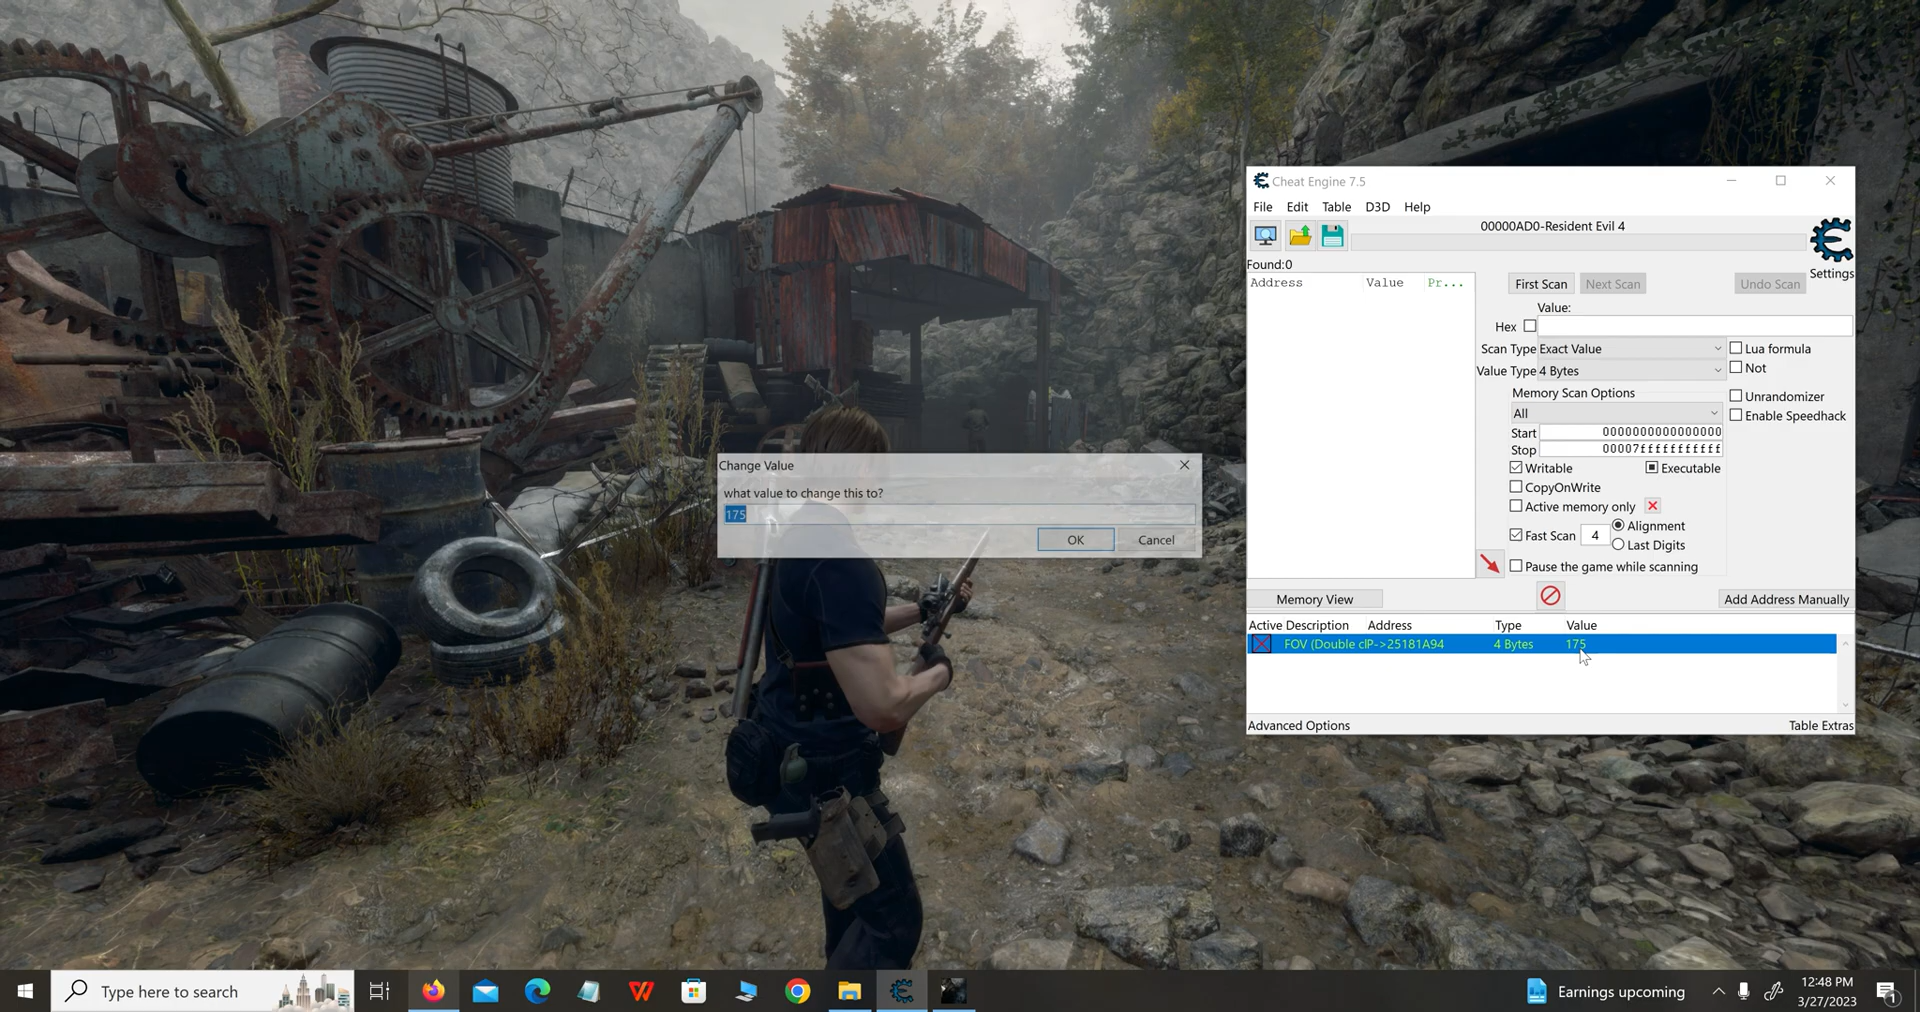 Cheat Engine 7.5
File Edit Table D3D Help
00000AD0-Resident Evil 4
Settings
Found:0
Address Value Pr...
First Scan Next Scan Undo Scan
Value:
Hex
Scan Type Exact Value Lua formula
Value Type 4 Bytes Not
Memory Scan Options
All
Unrandomizer
Enable Speedhack
Start 0000000000000000
Stop 00007fffffffffff
Writable Executable
CopyOnWrite
Active memory only
Fast Scan 4 Alignment
Last Digits
Pause the game while scanning
Memory View Add Address Manually
Active Description Address Type Value
FOV (Double cl P->25181A94 4 Bytes 175
Advanced Options Table Extras
Change Value
what value to change this to?
175
OK Cancel
Type here to search
Earnings upcoming
12:48 PM
3/27/2023
1